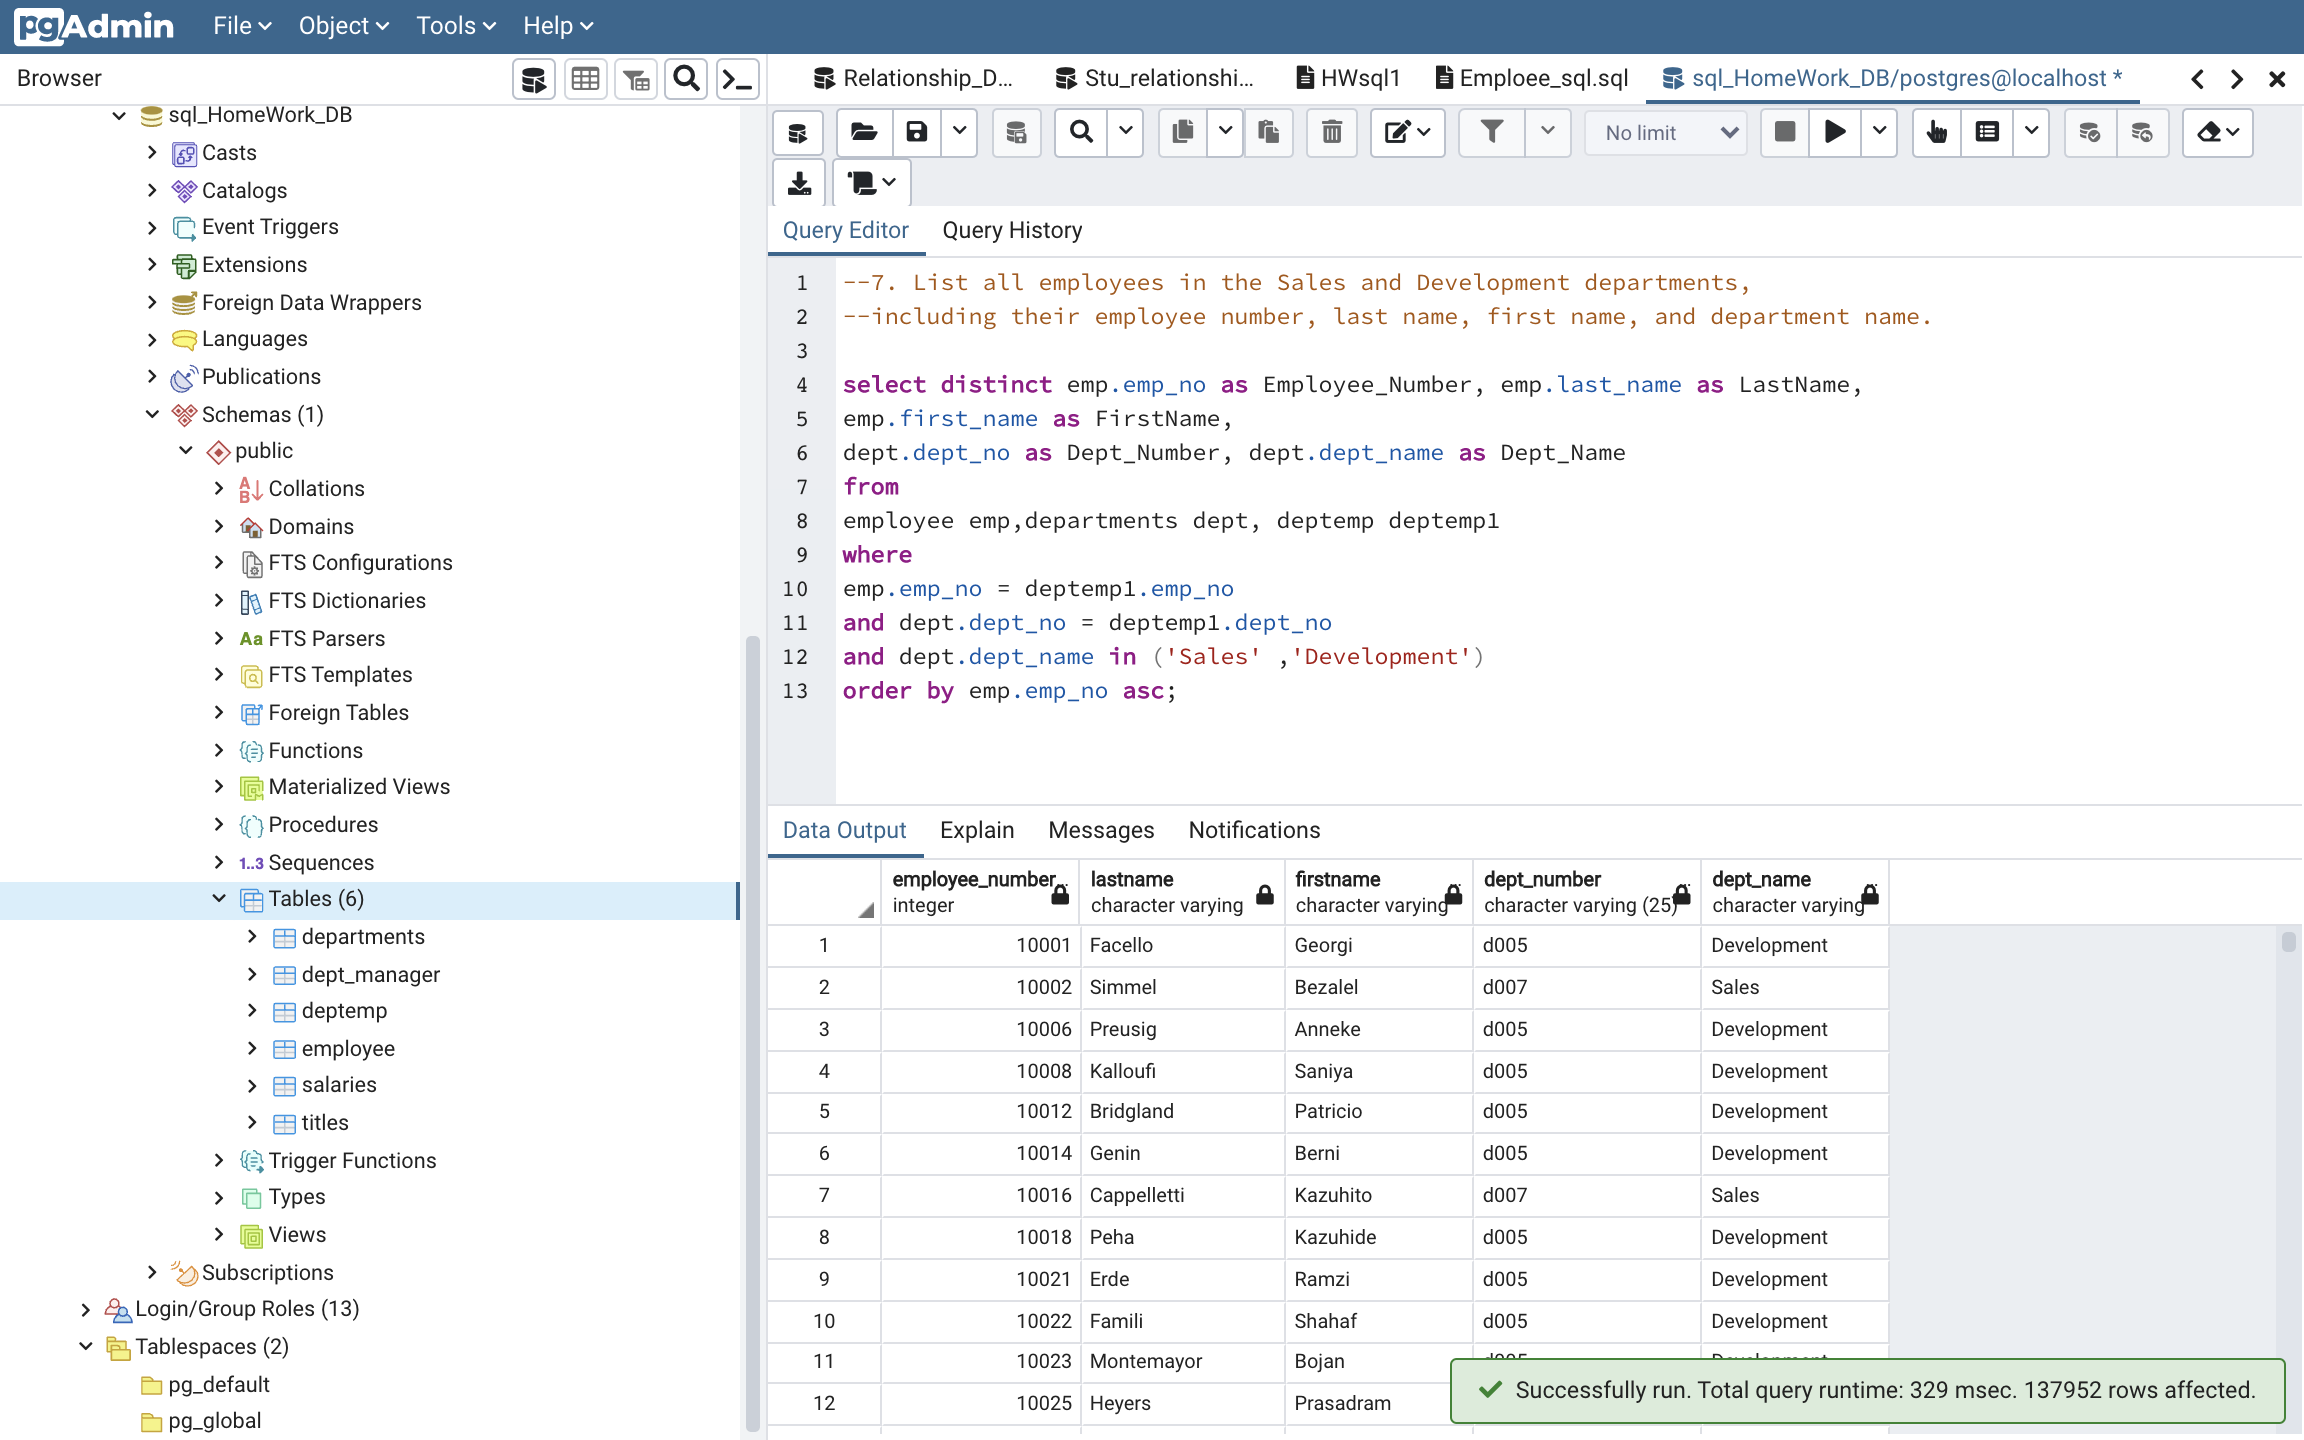 pgAdmin File Object Tools Help
Browser
Relationship_D... Stu_relationshi... HWsql1 Emploee_sql.sql sql_HomeWork_DB/postgres@localhost *
sql_HomeWork_DB
Casts
Catalogs
Event Triggers
Extensions
Foreign Data Wrappers
Languages
Publications
Schemas (1)
public
Collations
Domains
FTS Configurations
FTS Dictionaries
Aa FTS Parsers
FTS Templates
Foreign Tables
Functions
Materialized Views
Procedures
1..3 Sequences
Tables (6)
departments
dept_manager
deptemp
employee
salaries
titles
Trigger Functions
Types
Views
Subscriptions
Login/Group Roles (13)
Tablespaces (2)
pg_default
pg_global
No limit
Query Editor Query History
1 --7. List all employees in the Sales and Development departments,
2 --including their employee number, last name, first name, and department name.
3
4 select distinct emp.emp_no as Employee_Number, emp.last_name as LastName,
5 emp.first_name as FirstName,
6 dept.dept_no as Dept_Number, dept.dept_name as Dept_Name
7 from
8 employee emp,departments dept, deptemp deptemp1
9 where
10 emp.emp_no = deptemp1.emp_no
11 and dept.dept_no = deptemp1.dept_no
12 and dept.dept_name in ('Sales' ,'Development')
13 order by emp.emp_no asc;
Data Output Explain Messages Notifications
employee_number lastname firstname dept_number dept_name
integer character varying character varying character varying (25) character varying
1 10001 Facello Georgi d005 Development
2 10002 Simmel Bezalel d007 Sales
3 10006 Preusig Anneke d005 Development
4 10008 Kalloufi Saniya d005 Development
5 10012 Bridgland Patricio d005 Development
6 10014 Genin Berni d005 Development
7 10016 Cappelletti Kazuhito d007 Sales
8 10018 Peha Kazuhide d005 Development
9 10021 Erde Ramzi d005 Development
10 10022 Famili Shahaf d005 Development
11 10023 Montemayor Bojan d005 Development
12 10025 Heyers Prasadram
Successfully run. Total query runtime: 329 msec. 137952 rows affected.